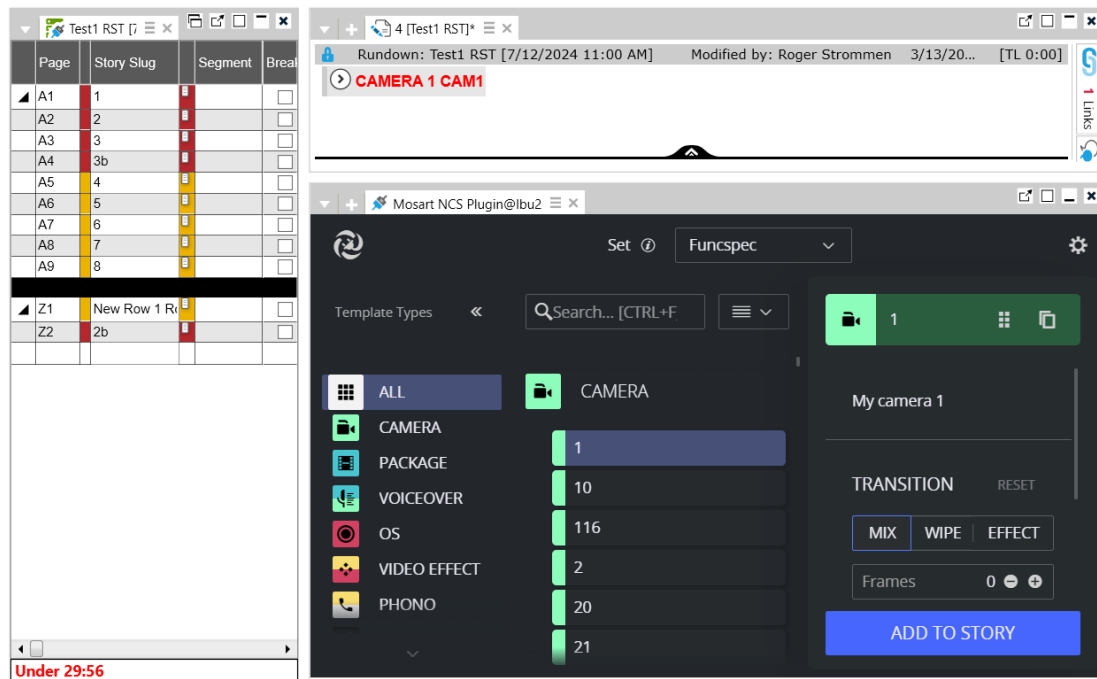 Test1 RST [7
Page Story Slug Segment Break
A1 1
A2 2
A3 3
A4 3b
A5 4
A6 5
A7 6
A8 7
A9 8
Z1 New Row 1 Ro
Z2 2b
Under 29:56
4 [Test1 RST]*
Rundown: Test1 RST [7/12/2024 11:00 AM] Modified by: Roger Strommen 3/13/20... [TL 0:00]
CAMERA 1 CAM1
1 Links
Mosart NCS Plugin@Ibu2
Set Funcspec
Template Types «
Search... [CTRL+F
ALL
CAMERA
PACKAGE
VOICEOVER
OS
VIDEO EFFECT
PHONO
CAMERA
1
10
116
2
20
21
1
My camera 1
TRANSITION RESET
MIX WIPE EFFECT
Frames 0
ADD TO STORY